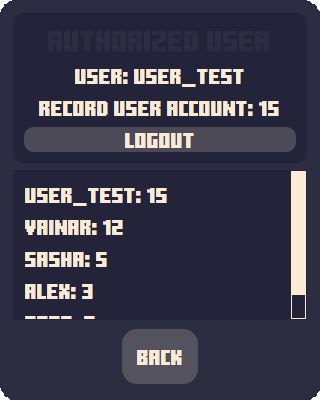 AUTHORIZED USER
USER: USER_TEST
RECORD USER ACCOUNT: 15
LOGOUT
USER_TEST: 15
VAINAR: 12
SASHA: 5
ALEX: 3
BACK